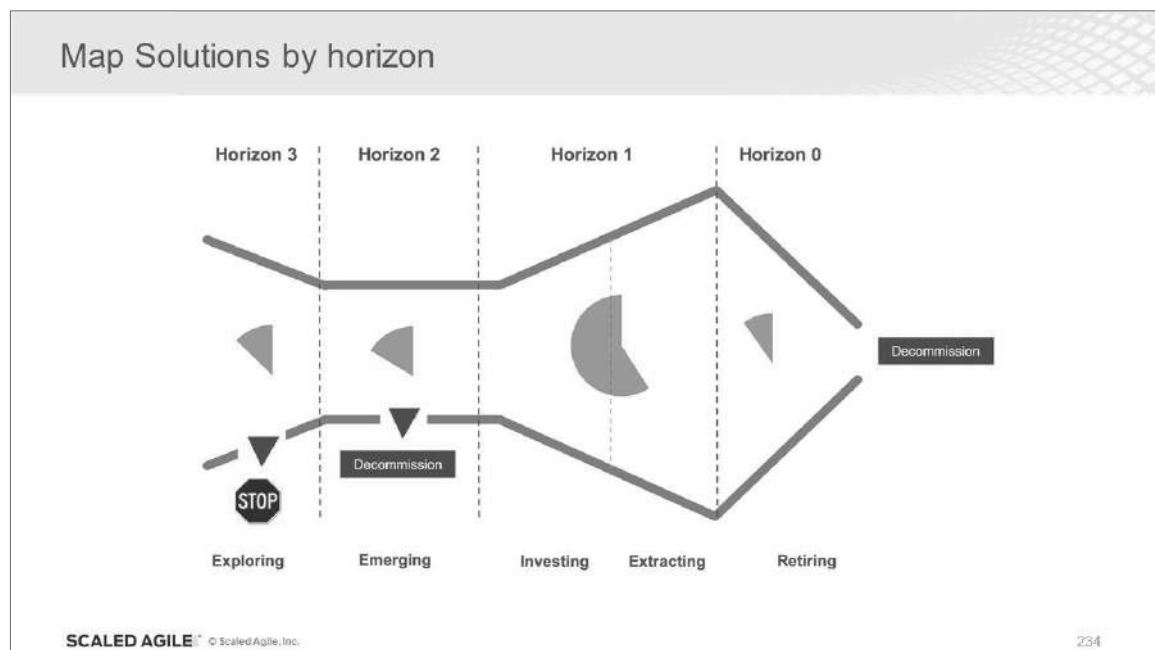 Map Solutions by horizon
Horizon 3 Horizon 2 Horizon 1 Horizon 0
Decommission
Decommission
STOP
Exploring Emerging Investing Extracting Retiring
SCALED AGILE © Scaled Agile, Inc.
234